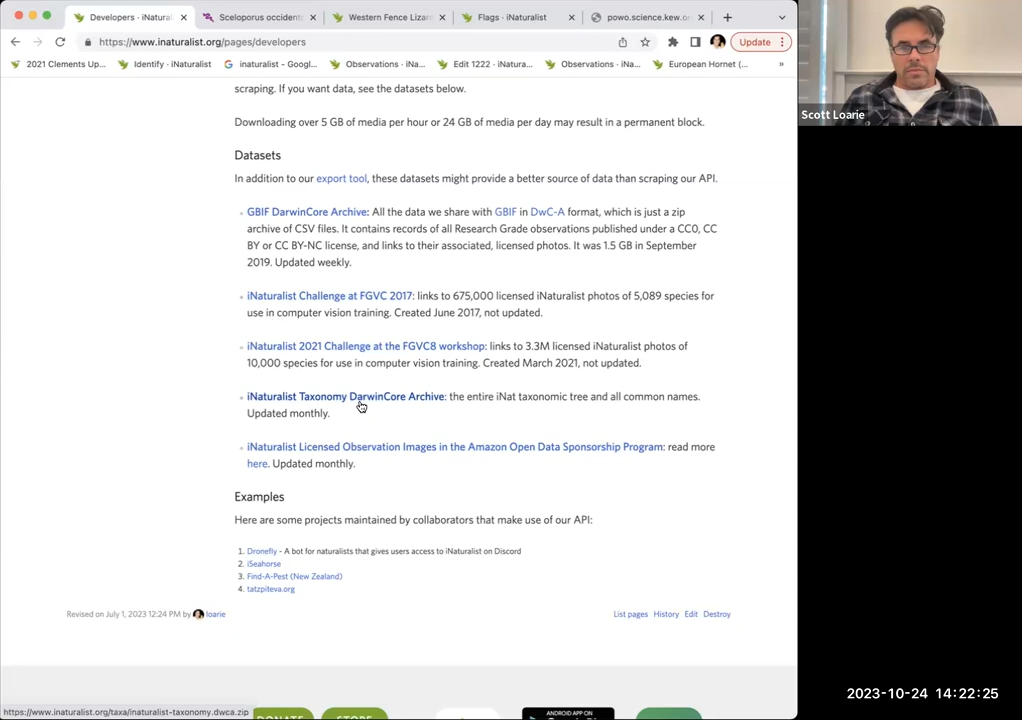 Developers · iNatural
Sceloporus occident
Western Fence Lizar
Flags · iNaturalist
powo.science.kew.or
https://www.inaturalist.org/pages/developers
Update
2021 Clements Up...
Identify · iNaturalist
inaturalist - Googl...
Observations · iNa...
Edit 1222 · iNatura...
Observations · iNa...
European Hornet (...
»
scraping. If you want data, see the datasets below.
Downloading over 5 GB of media per hour or 24 GB of media per day may result in a permanent block.
Datasets
In addition to our export tool, these datasets might provide a better source of data than scraping our API.
GBIF DarwinCore Archive: All the data we share with GBIF in DwC-A format, which is just a zip
archive of CSV files. It contains records of all Research Grade observations published under a CC0, CC
BY or CC BY-NC license, and links to their associated, licensed photos. It was 1.5 GB in September
2019. Updated weekly.
iNaturalist Challenge at FGVC 2017: links to 675,000 licensed iNaturalist photos of 5,089 species for
use in computer vision training. Created June 2017, not updated.
iNaturalist 2021 Challenge at the FGVC8 workshop: links to 3.3M licensed iNaturalist photos of
10,000 species for use in computer vision training. Created March 2021, not updated.
iNaturalist Taxonomy DarwinCore Archive: the entire iNat taxonomic tree and all common names.
Updated monthly.
iNaturalist Licensed Observation Images in the Amazon Open Data Sponsorship Program: read more
here. Updated monthly.
Examples
Here are some projects maintained by collaborators that make use of our API:
1. Dronefly - A bot for naturalists that gives users access to iNaturalist on Discord
2. iSeahorse
3. Find-A-Pest (New Zealand)
4. tatzpiteva.org
Revised on July 1, 2023 12:24 PM by loarie
List pages History Edit Destroy
https://www.inaturalist.org/taxa/inaturalist-taxonomy.dwca.zip
DONATE
STORE
ANDROID APP ON
Scott Loarie
2023-10-24 14:22:25